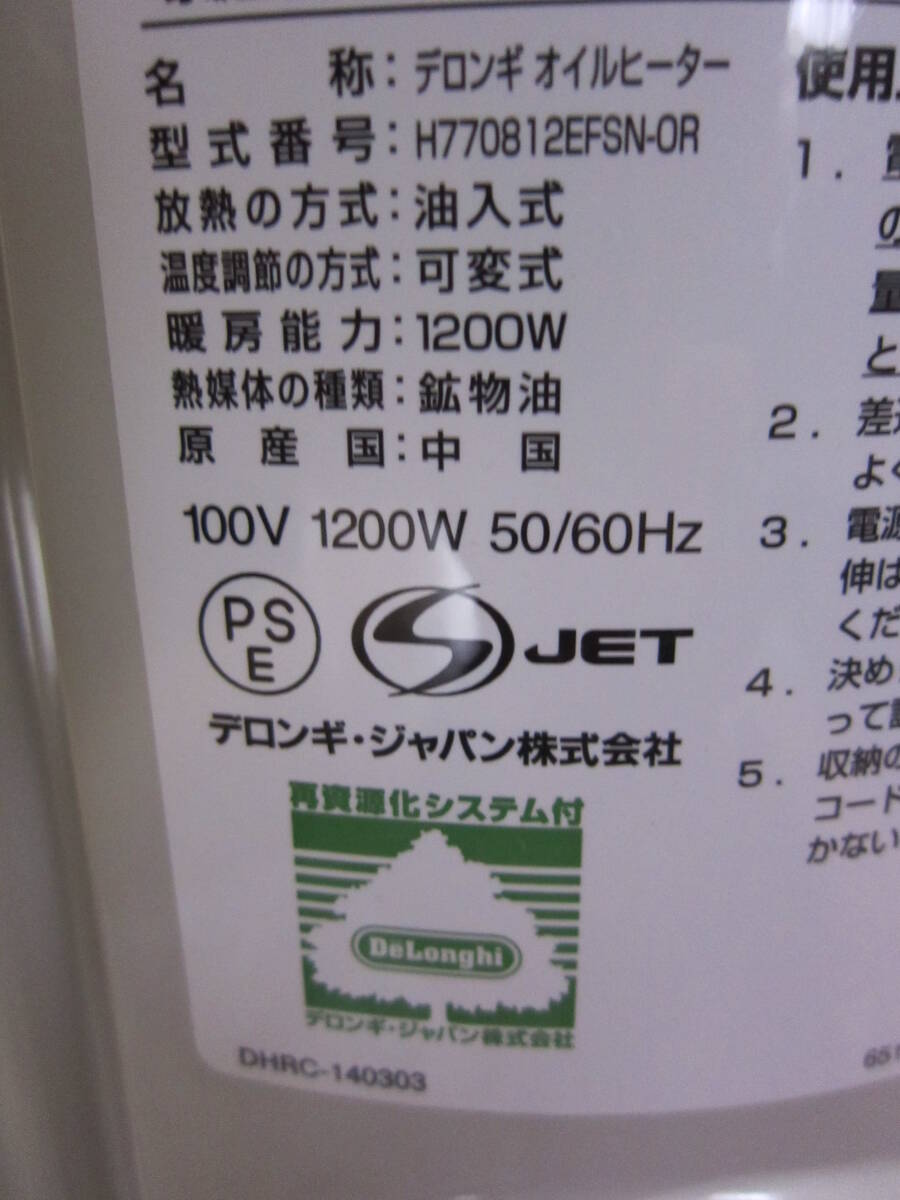 名称：デロンギ オイルヒーター
型式番号：H770812EFSN-OR
放熱の方式：油入式
温度調節の方式：可変式
暖房能力：1200W
熱媒体の種類：鉱物油
原産国：中国
100V 1200W 50/60Hz
PS
E
S JET
デロンギ・ジャパン株式会社
再資源化システム付
DeLonghi
デロンギ・ジャパン株式会社
DHRC-140303
使用
1.
の
量
と
2. 差
よく
3. 電源
伸は
くだ
4. 決め
って
5. 収納の
コード
かない
651